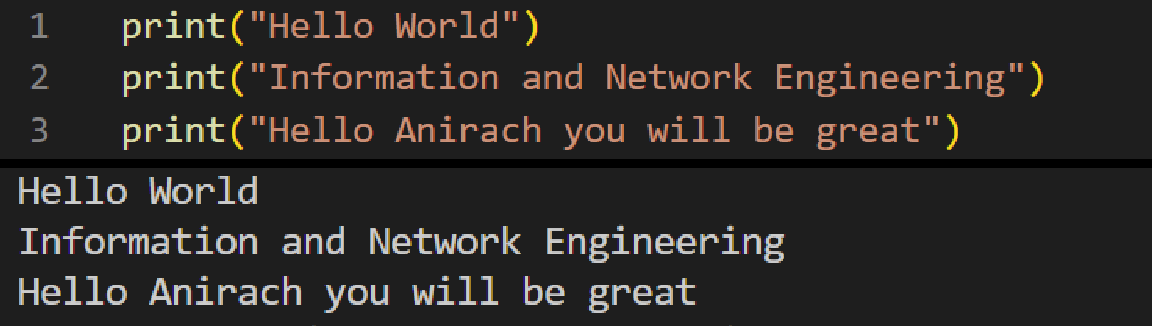 1 print("Hello World")
2 print("Information and Network Engineering")
3 print("Hello Anirach you will be great")
Hello World
Information and Network Engineering
Hello Anirach you will be great